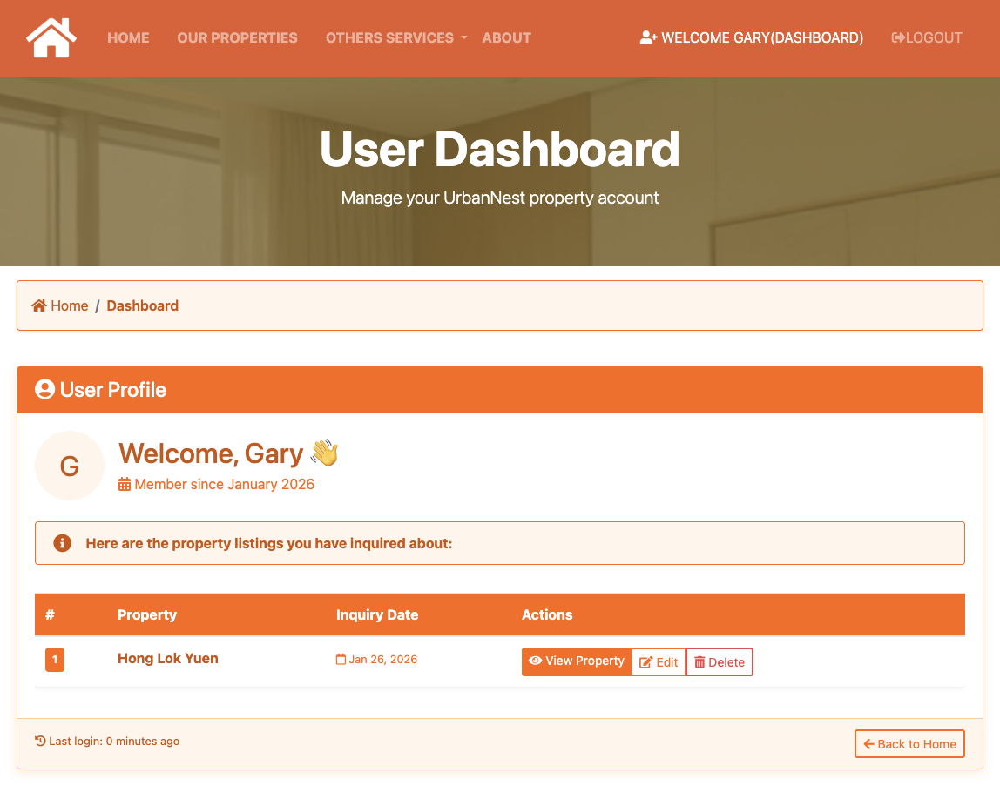 HOME OUR PROPERTIES OTHERS SERVICES ABOUT WELCOME GARY(DASHBOARD) LOGOUT
User Dashboard
Manage your UrbanNest property account
Home / Dashboard
User Profile
G
Welcome, Gary 👋
Member since January 2026
Here are the property listings you have inquired about:
# Property Inquiry Date Actions
1 Hong Lok Yuen Jan 26, 2026 View Property Edit Delete
Last login: 0 minutes ago Back to Home